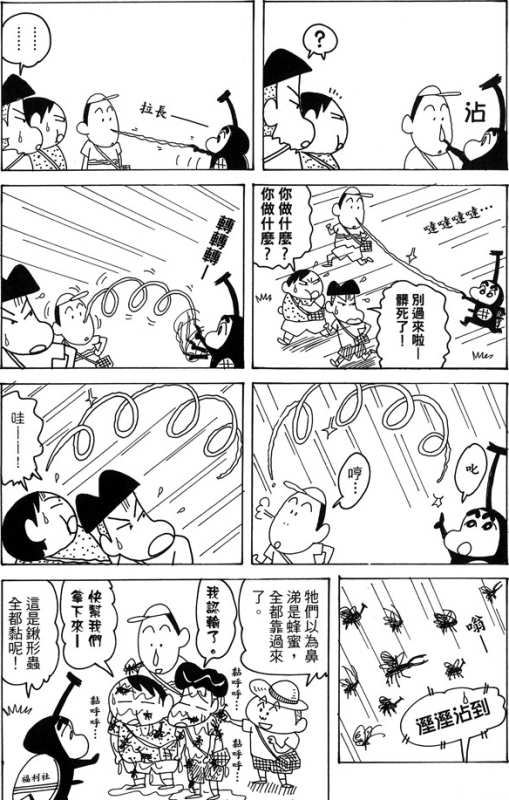 ？
沾
……
……
拉長——
噠噠噠噠…
別過來啦—
髒死了！
你做什麼？
你做什麼？
轉轉轉—
叱
哼…
哇——！
嗡—
溼溼沾到
牠們以為鼻
涕是蜂蜜，
全都靠過來
了。
我認輸了。
快幫我們
拿下來—
黏呼呼…
黏呼呼…
黏呼呼…
黏呼呼…
這是鍬形蟲
全都黏呢！
福利社